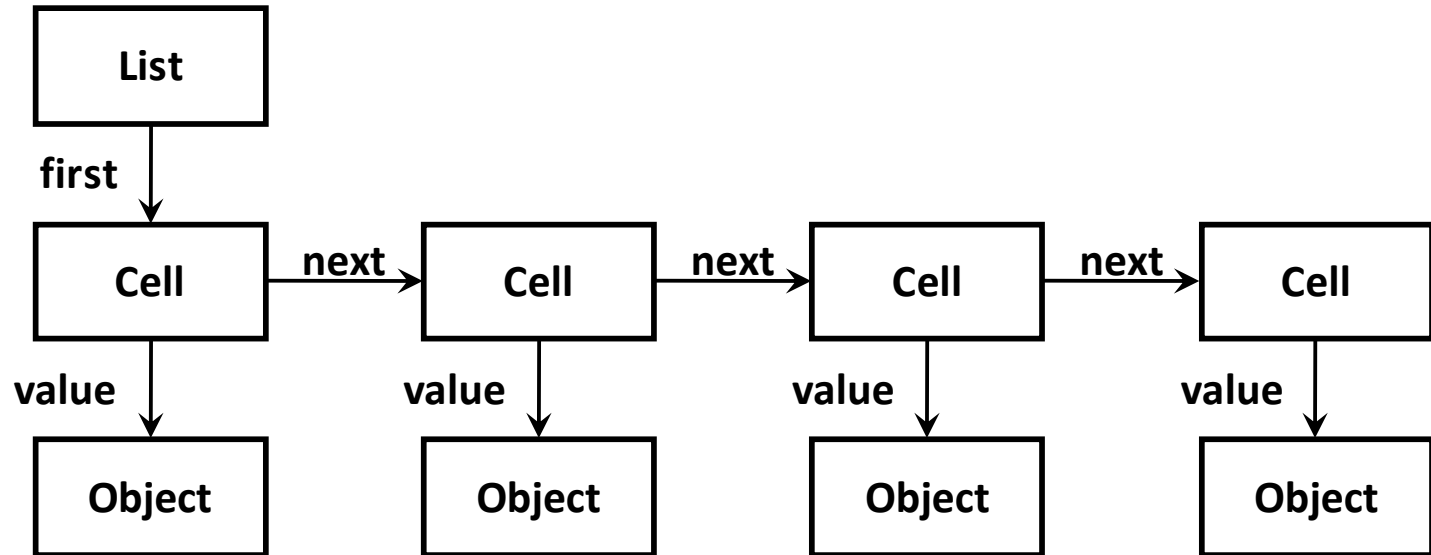 List
first
Cell next Cell next Cell next Cell
value value value value
Object Object Object Object